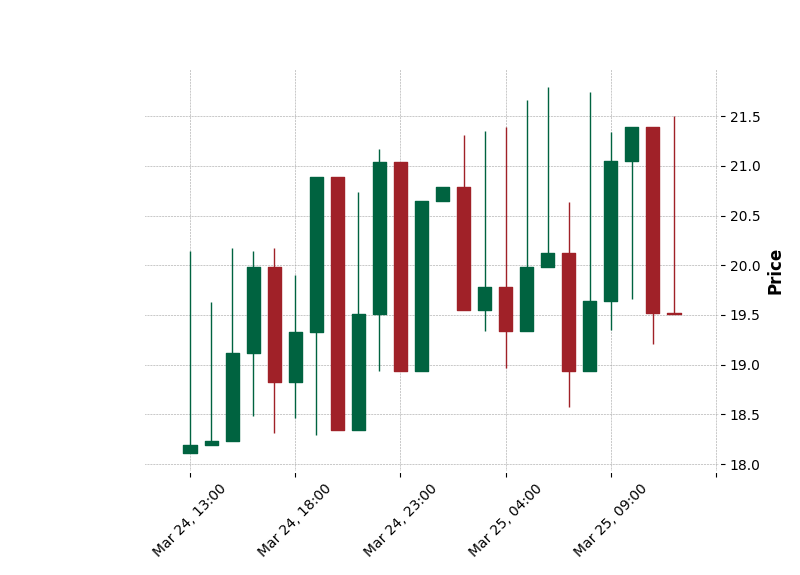 21.5
21.0
20.5
20.0
19.5
19.0
18.5
18.0
Price
Mar 24, 13:00
Mar 24, 18:00
Mar 24, 23:00
Mar 25, 04:00
Mar 25, 09:00